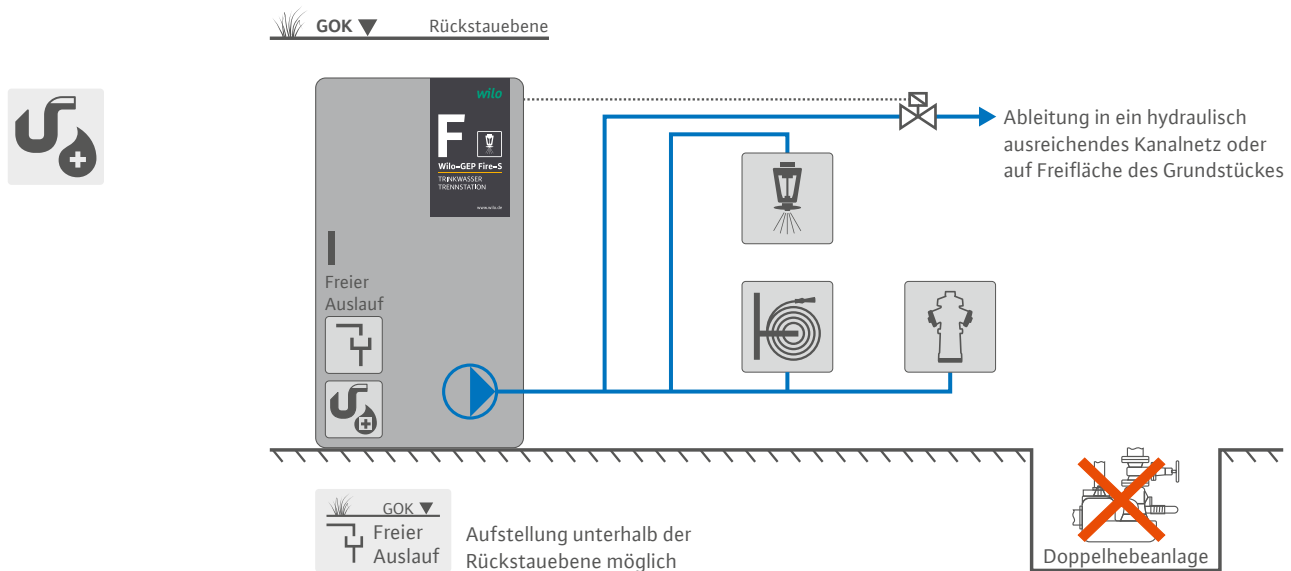 GOK Rückstauebene
wilo
F
Wilo-GEP Fire-S
TRINKWASSER
TRENNSTATION
www.wilo.de
Ableitung in ein hydraulisch
ausreichendes Kanalnetz oder
auf Freifläche des Grundstückes
Freier
Auslauf
GOK
Freier
Auslauf
Aufstellung unterhalb der
Rückstauebene möglich
Doppelhebeanlage